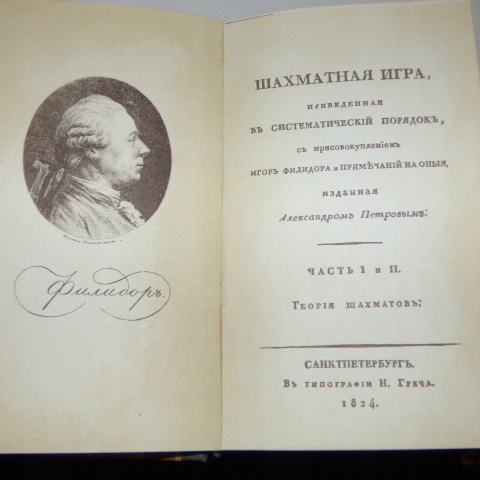 Филидоръ.
ШАХМАТНАЯ ИГРА,
приведенная
въ систематическій порядокъ,
съ присовокупленіемъ
игоръ Филидора и примѣчаній на оныя,
изданная
Александромъ Петровымъ.
ЧАСТЬ I и II.
Теорія шахматовъ.
САНКТПЕТЕРБУРГЪ.
Въ типографіи Н. Греча.
1824.